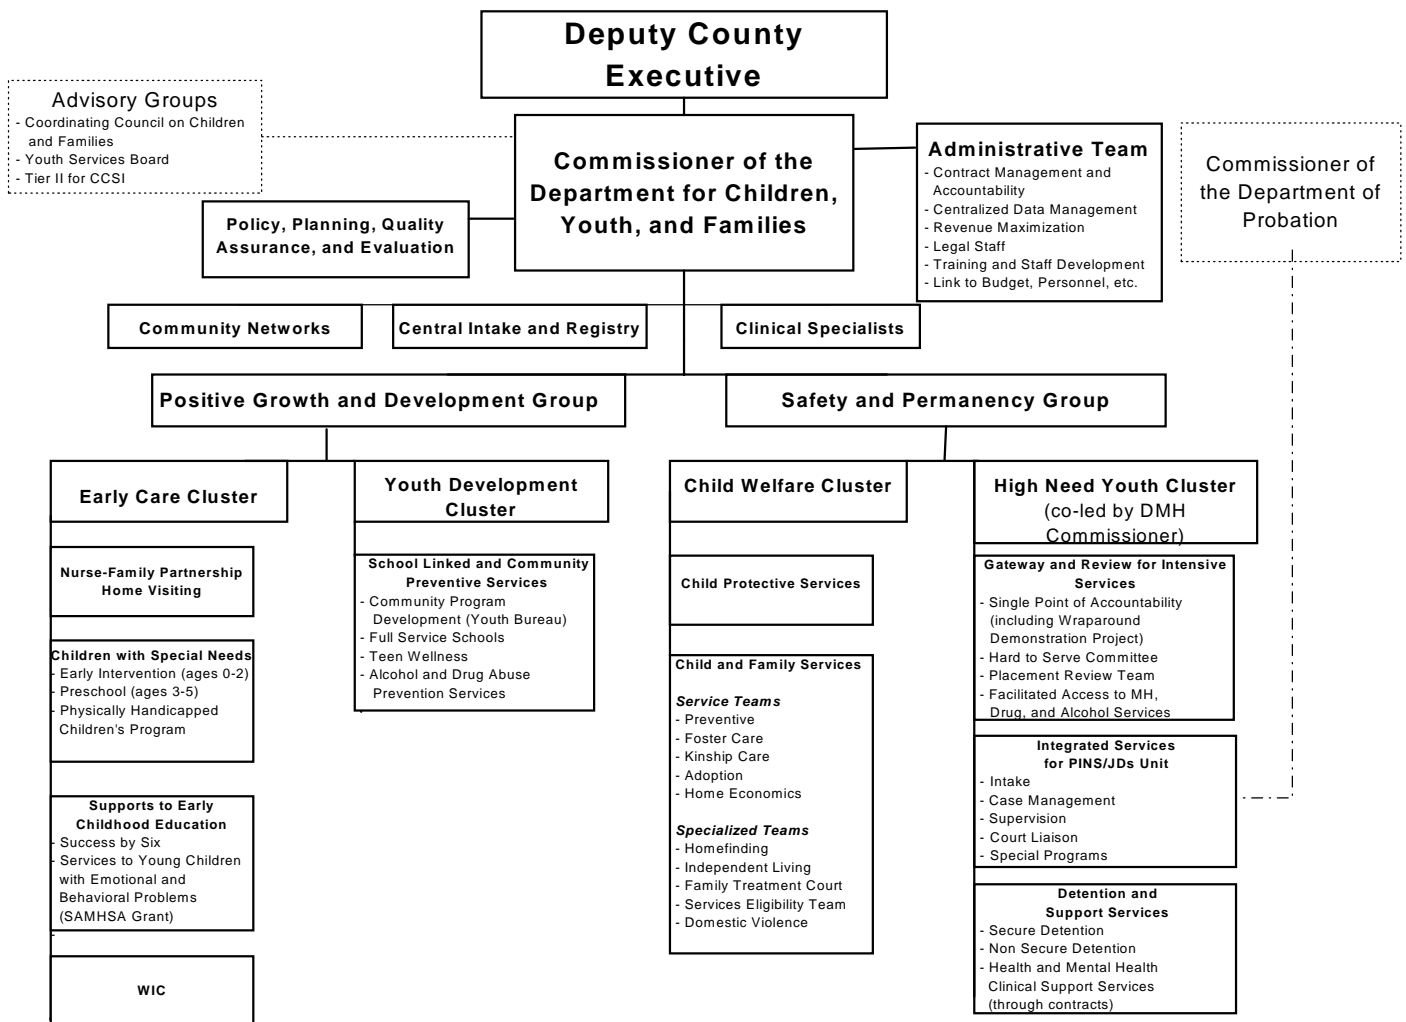 Deputy County
Executive
Advisory Groups
- Coordinating Council on Children
and Families
- Youth Services Board
- Tier II for CCSI
Commissioner of the
Department for Children,
Youth, and Families
Administrative Team
- Contract Management and
Accountability
- Centralized Data Management
- Revenue Maximization
- Legal Staff
- Training and Staff Development
- Link to Budget, Personnel, etc.
Commissioner of
the Department of
Probation
Policy, Planning, Quality
Assurance, and Evaluation
Community Networks
Central Intake and Registry
Clinical Specialists
Positive Growth and Development Group
Safety and Permanency Group
Early Care Cluster
Youth Development
Cluster
Child Welfare Cluster
High Need Youth Cluster
(co-led by DMH
Commissioner)
Nurse-Family Partnership
Home Visiting
Children with Special Needs
- Early Intervention (ages 0-2)
- Preschool (ages 3-5)
- Physically Handicapped
Children's Program
Supports to Early
Childhood Education
- Success by Six
- Services to Young Children
with Emotional and
Behavioral Problems
(SAMHSA Grant)
-
WIC
School Linked and Community
Preventive Services
- Community Program
Development (Youth Bureau)
- Full Service Schools
- Teen Wellness
- Alcohol and Drug Abuse
Prevention Services
Child Protective Services
Child and Family Services
Service Teams
- Preventive
- Foster Care
- Kinship Care
- Adoption
- Home Economics
Specialized Teams
- Homefinding
- Independent Living
- Family Treatment Court
- Services Eligibility Team
- Domestic Violence
Gateway and Review for Intensive
Services
- Single Point of Accountability
(including Wraparound
Demonstration Project)
- Hard to Serve Committee
- Placement Review Team
- Facilitated Access to MH,
Drug, and Alcohol Services
Integrated Services
for PINS/JDs Unit
- Intake
- Case Management
- Supervision
- Court Liaison
- Special Programs
Detention and
Support Services
- Secure Detention
- Non Secure Detention
- Health and Mental Health
Clinical Support Services
(through contracts)